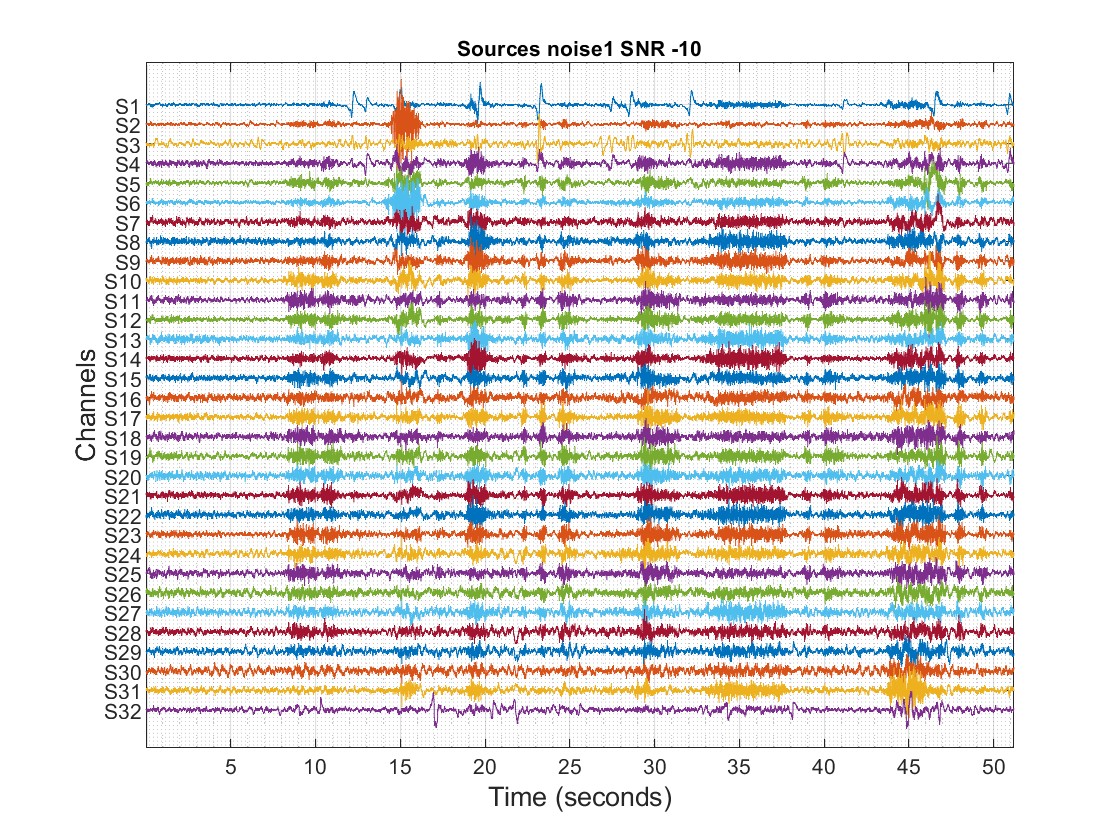 Sources noise1 SNR -10
S1
S2
S3
S4
S5
S6
S7
S8
S9
S10
S11
S12
S13
S14
S15
S16
S17
S18
S19
S20
S21
S22
S23
S24
S25
S26
S27
S28
S29
S30
S31
S32
Channels
5 10 15 20 25 30 35 40 45 50
Time (seconds)